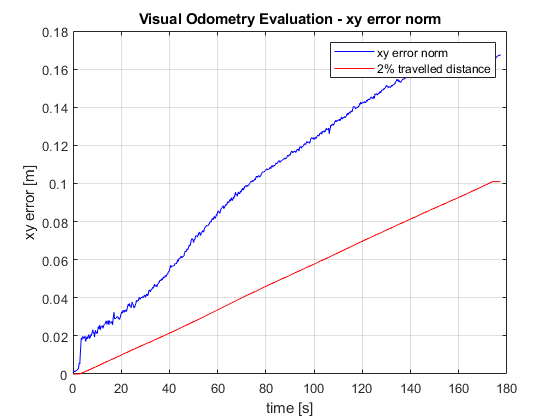 Visual Odometry Evaluation - xy error norm
xy error norm
2% travelled distance
0.18
0.16
0.14
0.12
0.1
0.08
0.06
0.04
0.02
0
xy error [m]
0 20 40 60 80 100 120 140 160 180
time [s]